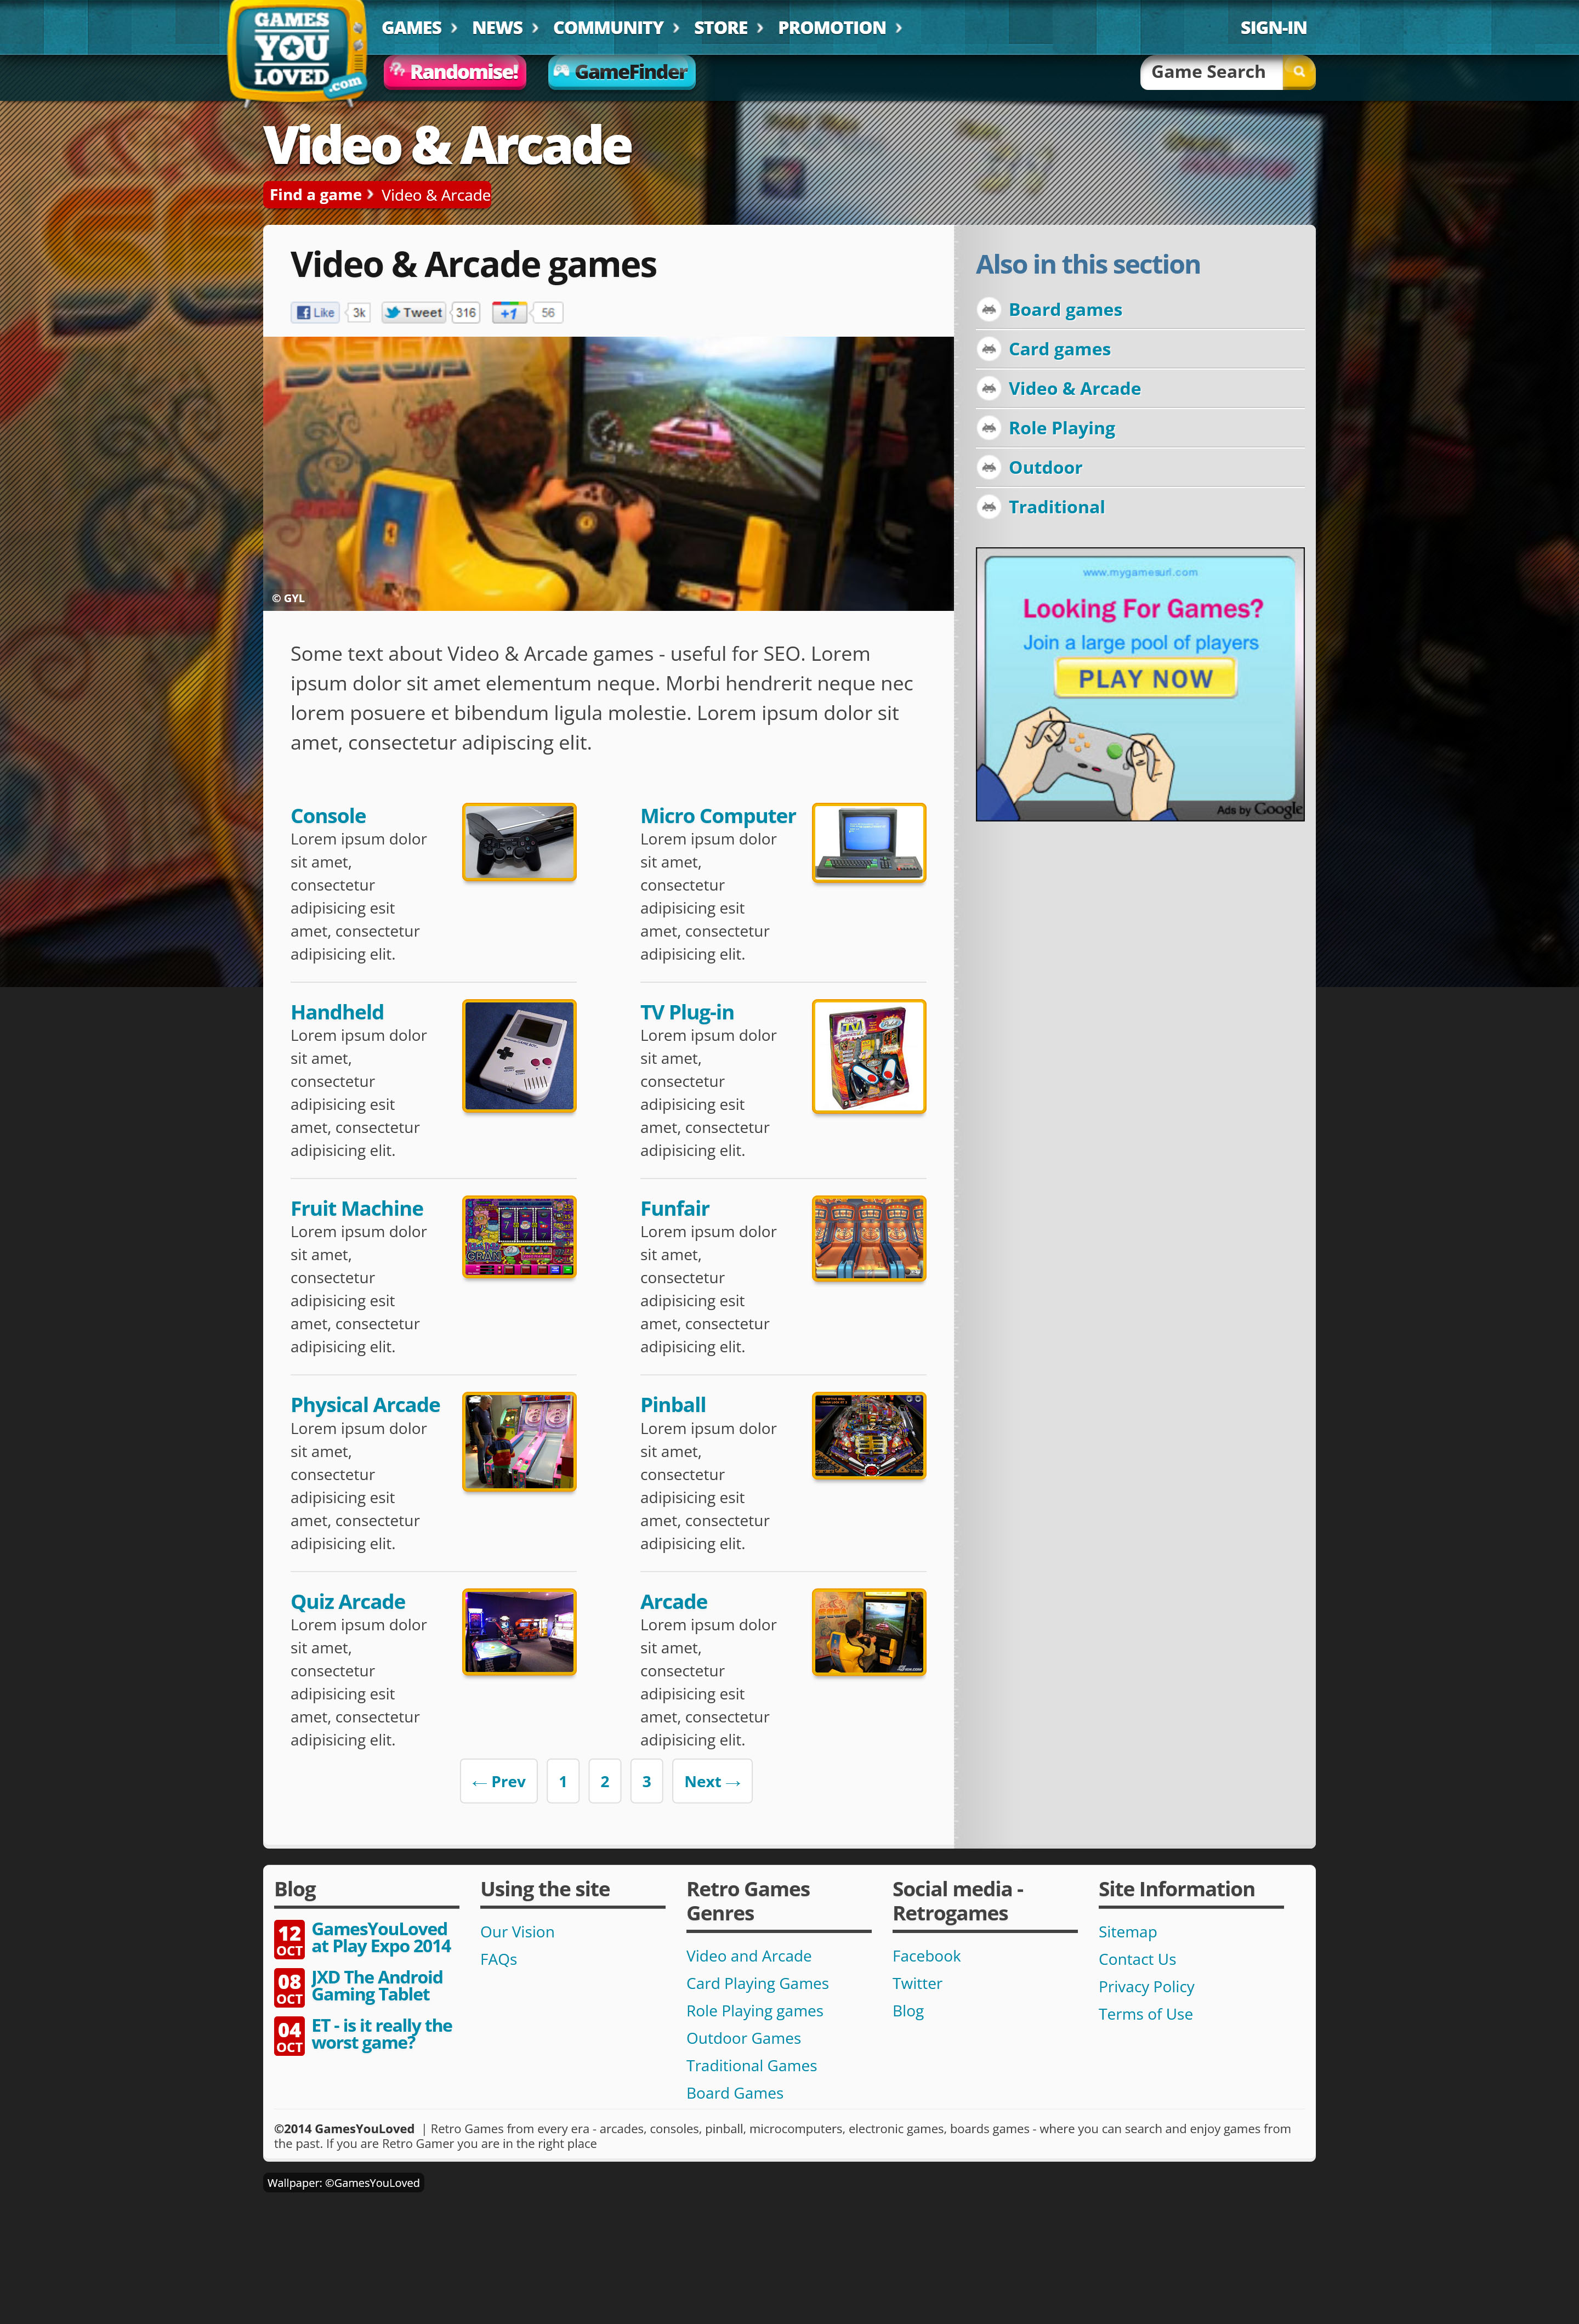 GAMES
YOU
LOVED
.com
GAMES
NEWS
COMMUNITY
STORE
PROMOTION
SIGN-IN
Randomise!
GameFinder
Game Search
Video & Arcade
Find a game
Video & Arcade
Video & Arcade games
Like
3k
Tweet
316
+1
56
SEGA
© GYL
Some text about Video & Arcade games - useful for SEO. Lorem
ipsum dolor sit amet elementum neque. Morbi hendrerit neque nec
lorem posuere et bibendum ligula molestie. Lorem ipsum dolor sit
amet, consectetur adipiscing elit.
Console
Lorem ipsum dolor
sit amet,
consectetur
adipisicing esit
amet, consectetur
adipisicing elit.
Micro Computer
Lorem ipsum dolor
sit amet,
consectetur
adipisicing esit
amet, consectetur
adipisicing elit.
Handheld
Lorem ipsum dolor
sit amet,
consectetur
adipisicing esit
amet, consectetur
adipisicing elit.
TV Plug-in
Lorem ipsum dolor
sit amet,
consectetur
adipisicing esit
amet, consectetur
adipisicing elit.
TV
Fruit Machine
Lorem ipsum dolor
sit amet,
consectetur
adipisicing esit
amet, consectetur
adipisicing elit.
GRAN
Funfair
Lorem ipsum dolor
sit amet,
consectetur
adipisicing esit
amet, consectetur
adipisicing elit.
Physical Arcade
Lorem ipsum dolor
sit amet,
consectetur
adipisicing esit
amet, consectetur
adipisicing elit.
Pinball
Lorem ipsum dolor
sit amet,
consectetur
adipisicing esit
amet, consectetur
adipisicing elit.
Quiz Arcade
Lorem ipsum dolor
sit amet,
consectetur
adipisicing esit
amet, consectetur
adipisicing elit.
Arcade
Lorem ipsum dolor
sit amet,
consectetur
adipisicing esit
amet, consectetur
adipisicing elit.
← Prev
1
2
3
Next →
Also in this section
Board games
Card games
Video & Arcade
Role Playing
Outdoor
Traditional
www.mygamesurl.com
Looking For Games?
Join a large pool of players
PLAY NOW
Ads by Google
Blog
12
OCT
GamesYouLoved
at Play Expo 2014
08
OCT
JXD The Android
Gaming Tablet
04
OCT
ET - is it really the
worst game?
Using the site
Our Vision
FAQs
Retro Games
Genres
Video and Arcade
Card Playing Games
Role Playing games
Outdoor Games
Traditional Games
Board Games
Social media -
Retrogames
Facebook
Twitter
Blog
Site Information
Sitemap
Contact Us
Privacy Policy
Terms of Use
©2014 GamesYouLoved | Retro Games from every era - arcades, consoles, pinball, microcomputers, electronic games, boards games - where you can search and enjoy games from
the past. If you are Retro Gamer you are in the right place
Wallpaper: ©GamesYouLoved